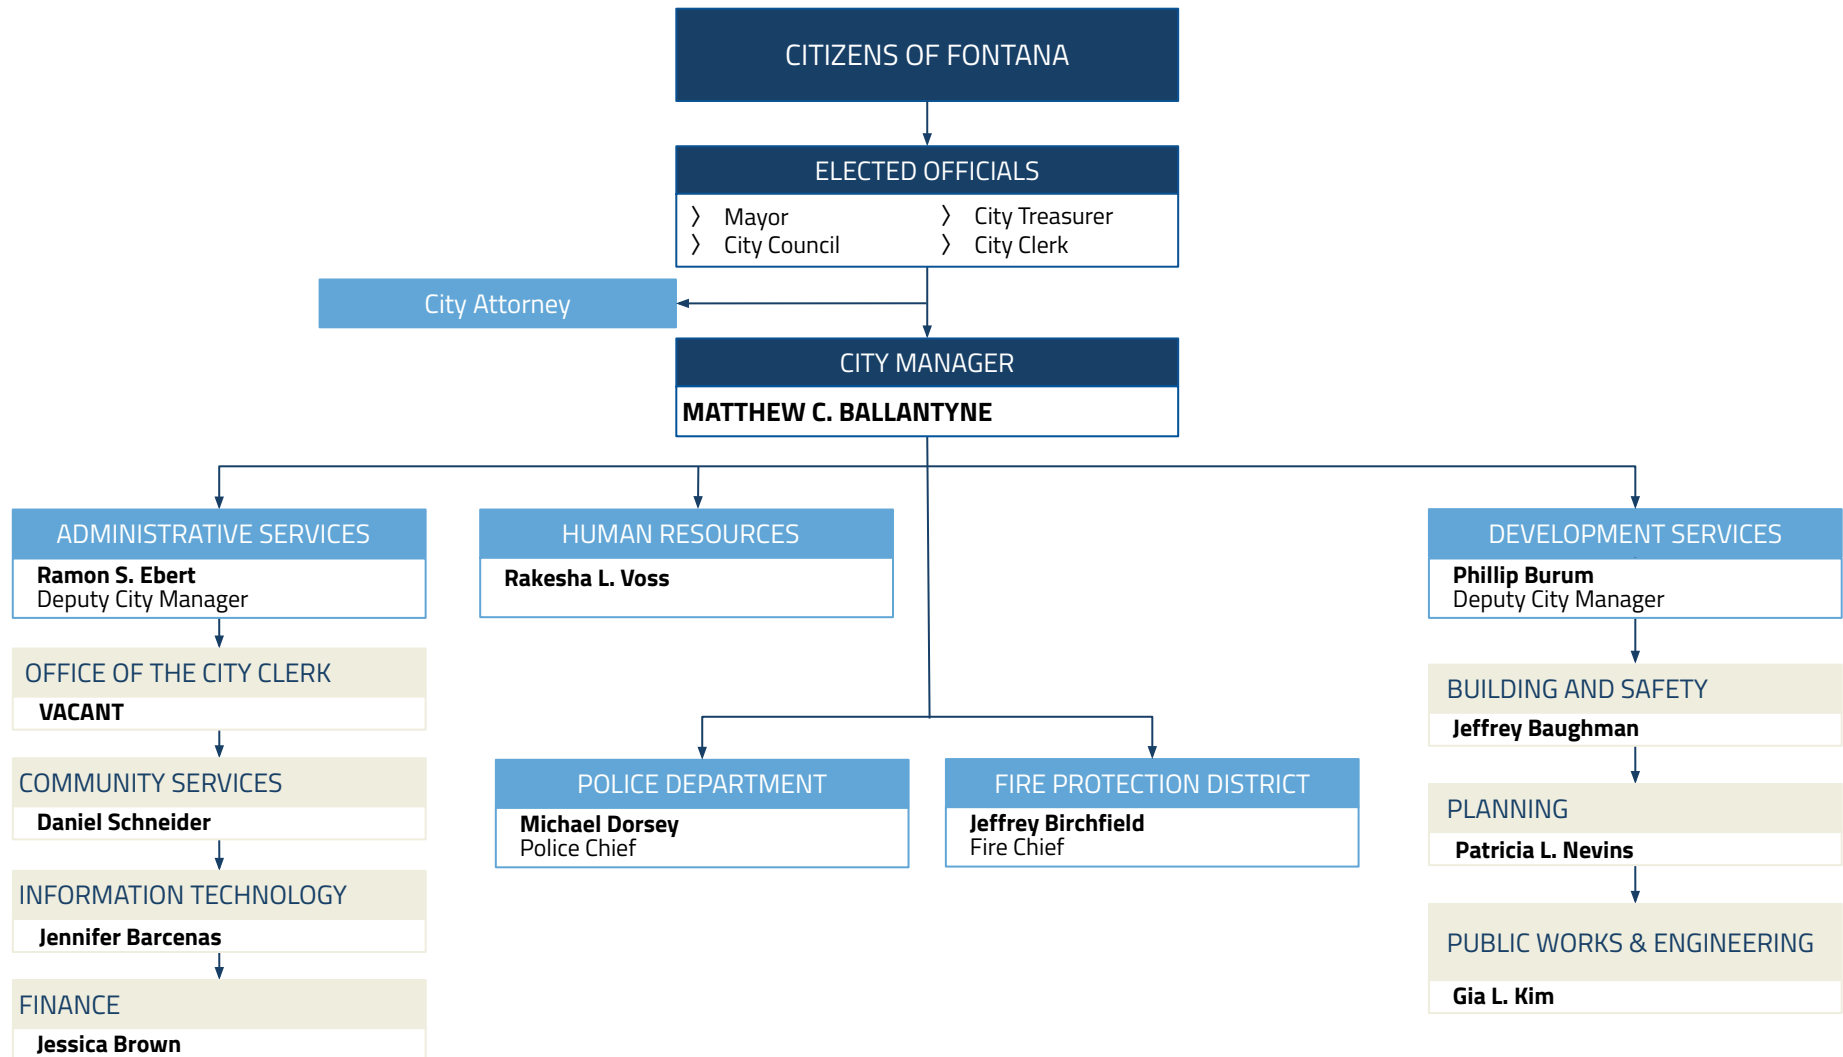 CITIZENS OF FONTANA
ELECTED OFFICIALS
〉 Mayor
〉 City Council
〉 City Treasurer
〉 City Clerk
City Attorney
CITY MANAGER
MATTHEW C. BALLANTYNE
ADMINISTRATIVE SERVICES
Ramon S. Ebert
Deputy City Manager
OFFICE OF THE CITY CLERK
VACANT
COMMUNITY SERVICES
Daniel Schneider
INFORMATION TECHNOLOGY
Jennifer Barcenas
FINANCE
Jessica Brown
HUMAN RESOURCES
Rakesha L. Voss
POLICE DEPARTMENT
Michael Dorsey
Police Chief
FIRE PROTECTION DISTRICT
Jeffrey Birchfield
Fire Chief
DEVELOPMENT SERVICES
Phillip Burum
Deputy City Manager
BUILDING AND SAFETY
Jeffrey Baughman
PLANNING
Patricia L. Nevins
PUBLIC WORKS & ENGINEERING
Gia L. Kim